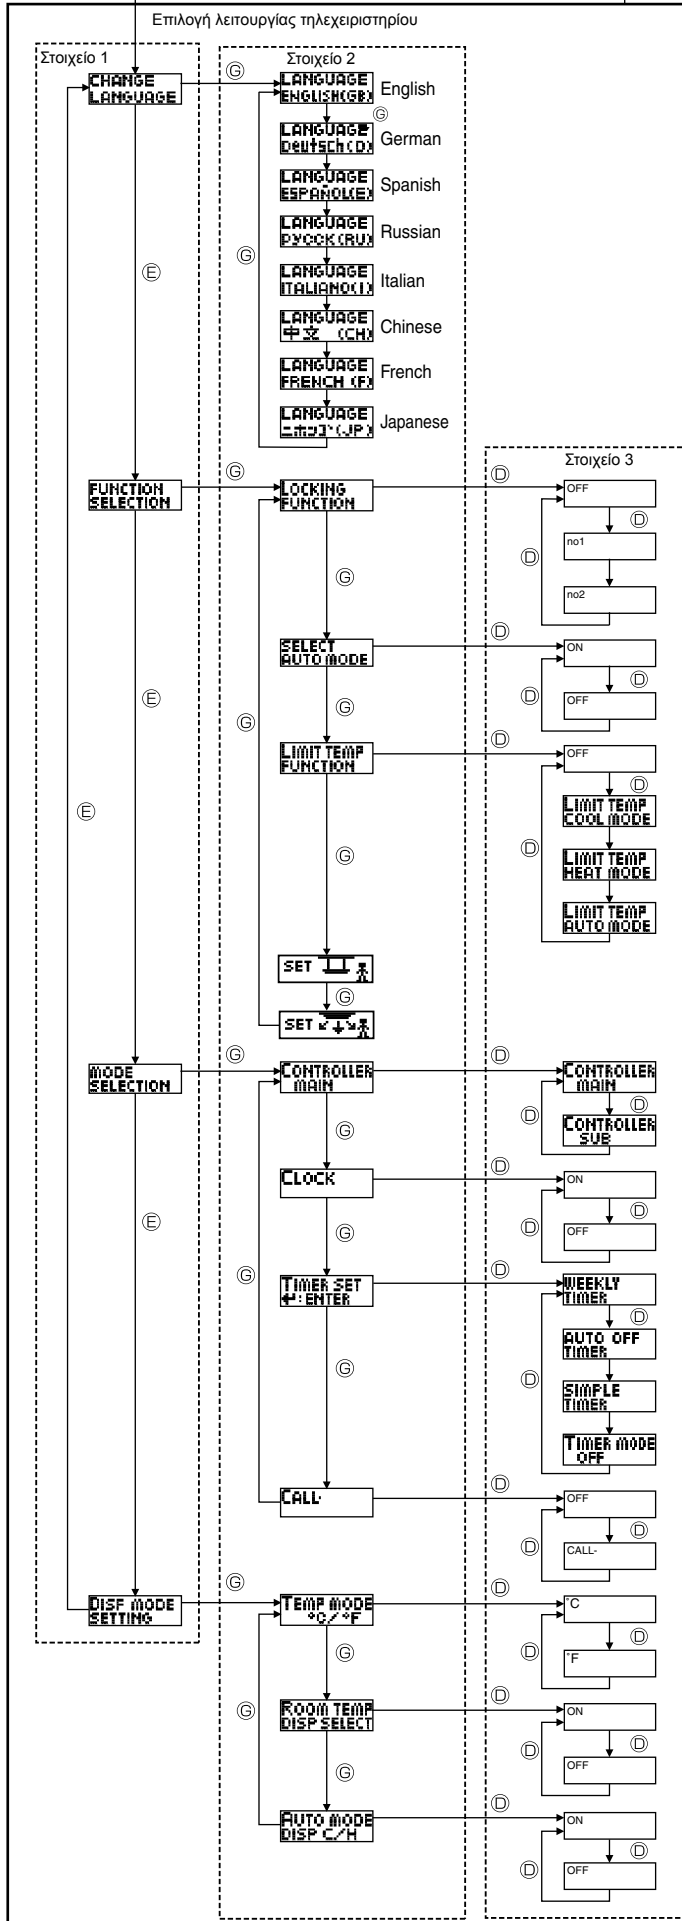 Επιλογή λειτουργίας τηλεχειριστηρίου
Στοιχείο 1
Στοιχείο 2
CHANGE
LANGUAGE
G
LANGUAGE
ENGLISH(GB)
English
G
LANGUAGE
Deutsch(D)
German
LANGUAGE
ESPAÑOL(E)
Spanish
LANGUAGE
РУССК(RU)
Russian
G
E
LANGUAGE
ITALIANO(I)
Italian
LANGUAGE
中文 (CH)
Chinese
LANGUAGE
FRENCH (F)
French
LANGUAGE
ニホンゴ(JP)
Japanese
Στοιχείο 3
FUNCTION
SELECTION
G
LOCKING
FUNCTION
D
OFF
D
no1
D
no2
G
SELECT
AUTO MODE
D
ON
D
D
OFF
E
G
G
LIMIT TEMP
FUNCTION
D
OFF
D
LIMIT TEMP
COOL MODE
E
D
LIMIT TEMP
HEAT MODE
G
LIMIT TEMP
AUTO MODE
SET
G
SET
MODE
SELECTION
G
CONTROLLER
MAIN
D
CONTROLLER
MAIN
D
D
CONTROLLER
SUB
G
CLOCK
D
ON
D
D
OFF
E
G
G
TIMER SET
↵:ENTER
D
WEEKLY
TIMER
D
AUTO OFF
TIMER
D
SIMPLE
TIMER
G
TIMER MODE
OFF
CALL-
D
OFF
D
D
CALL-
DISP MODE
SETTING
G
TEMP MODE
°C/°F
D
°C
D
D
°F
G
G
ROOM TEMP
DISP SELECT
D
ON
D
D
OFF
G
AUTO MODE
DISP C/H
D
ON
D
D
OFF